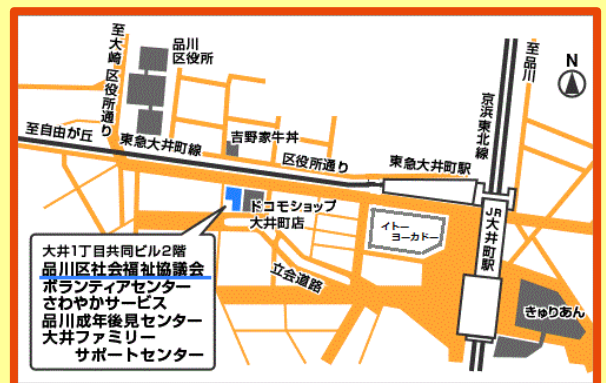 至大崎
区役所通り
品川
区役所
至自由が丘
東急大井町線
吉野家牛丼
区役所通り
東急大井町駅
京浜東北線
至品川
N
ドコモショップ
大井町店
イトー
ヨーカドー
JR大井町駅
立会道路
きゅりあん
大井1丁目共同ビル2階
品川区社会福祉協議会
ボランティアセンター
さわやかサービス
品川成年後見センター
大井ファミリー
サポートセンター